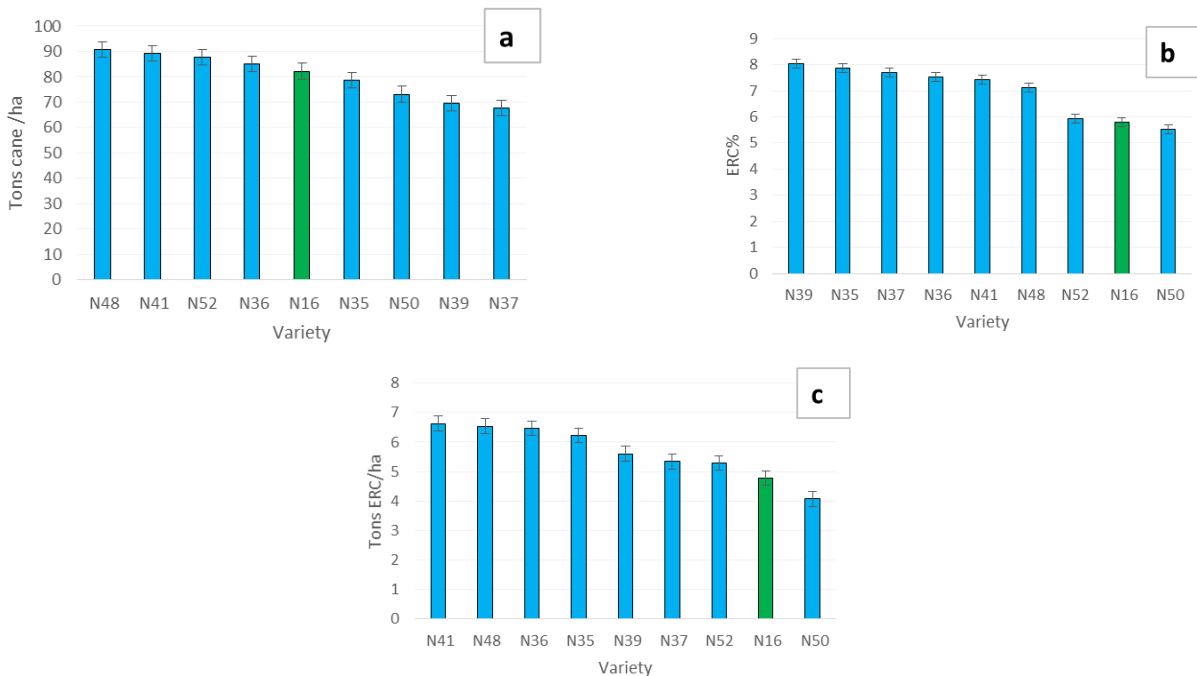 a
Tons cane /ha
100
90
80
70
60
50
40
30
20
10
0
N48 N41 N52 N36 N16 N35 N50 N39 N37
Variety
b
ERC%
9
8
7
6
5
4
3
2
1
0
N39 N35 N37 N36 N41 N48 N52 N16 N50
Variety
c
Tons ERC/ha
8
7
6
5
4
3
2
1
0
N41 N48 N36 N35 N39 N37 N52 N16 N50
Variety